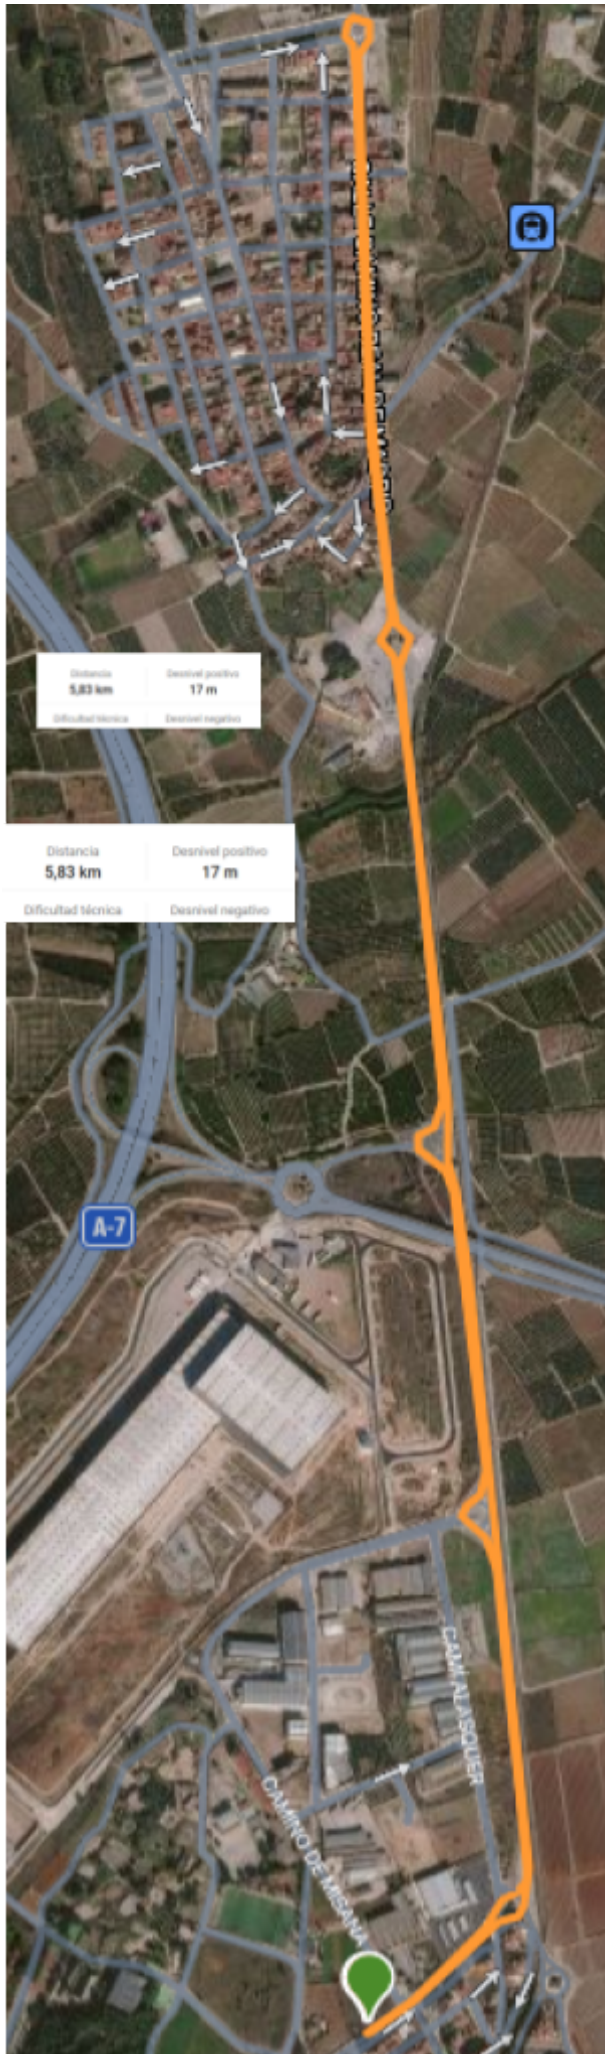 Distancia Desnivel positivo
5,83 km 17 m
Dificultad técnica Desnivel negativo
Distancia Desnivel positivo
5,83 km 17 m
Dificultad técnica Desnivel negativo
A-7
CAMÍ ALASQUER
CAMINO DE MISANA